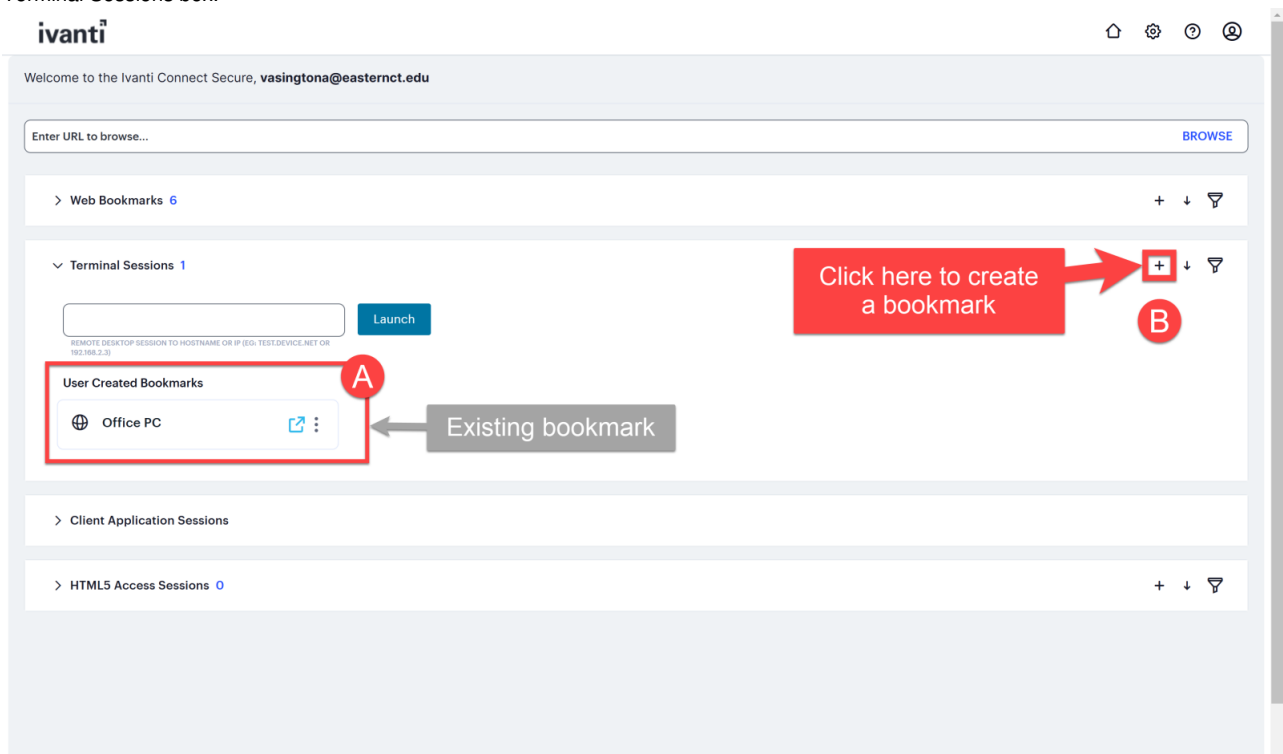 Terminal Sessions box.
ivanti
Welcome to the Ivanti Connect Secure, vasingtona@easternct.edu
Enter URL to browse...
BROWSE
Web Bookmarks 6
Terminal Sessions 1
Click here to create
a bookmark
B
Launch
REMOTE DESKTOP SESSION TO HOSTNAME OR IP (EG: TEST.DEVICE.NET OR
192.168.2.3)
A
User Created Bookmarks
Office PC
Existing bookmark
Client Application Sessions
HTML5 Access Sessions 0